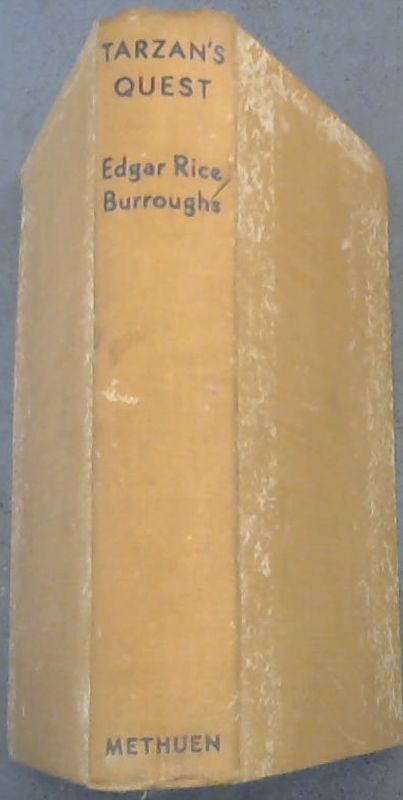 TARZAN'S
QUEST
Edgar Rice
Burroughs
METHUEN